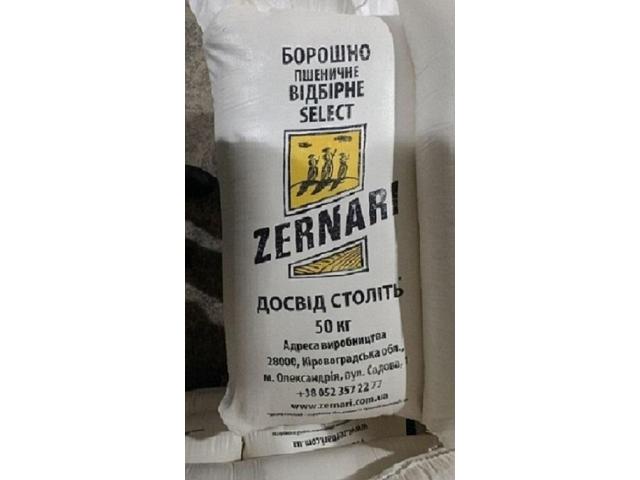 БОРОШНО
ПШЕНИЧНЕ
ВІДБІРНЕ
SELECT
ZERNARI
ДОСВІД СТОЛІТЬ
50 КГ
Адреса виробництва
28000, Кіровоградська обл.,
м. Олександрія, вул. Садова, 1
+38 052 357 22 77
www.zernari.com.ua